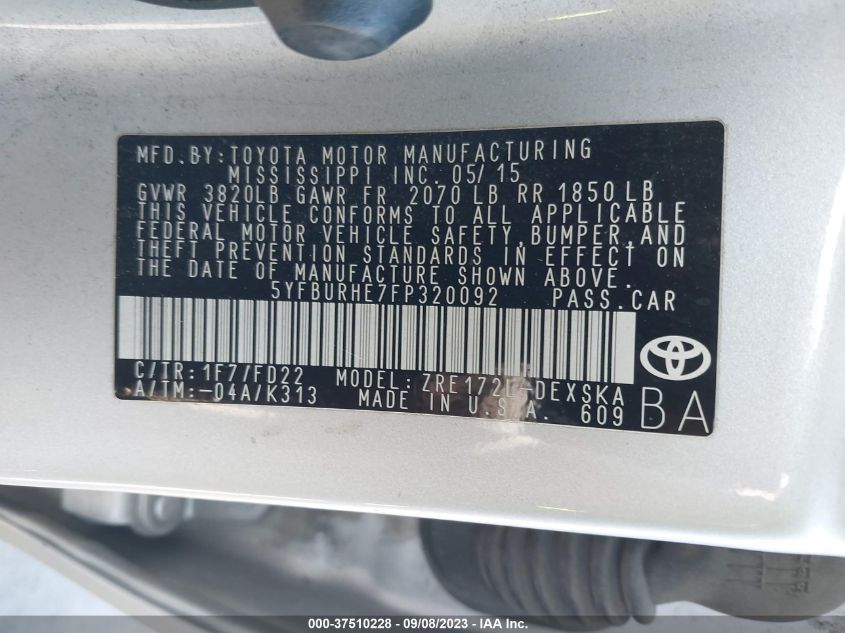 MFD. BY: TOYOTA MOTOR MANUFACTURING
MISSISSIPPI INC. 05/15
GVWR 3820LB GAWR FR 2070 LB RR 1850 LB
THIS VEHICLE CONFORMS TO ALL APPLICABLE
FEDERAL MOTOR VEHICLE SAFETY, BUMPER, AND
THEFT PREVENTION STANDARDS IN EFFECT ON
THE DATE OF MANUFACTURE SHOWN ABOVE.
5YFBURHE7FP320092 PASS. CAR
C/TR: 1F7/FD22 MODEL: ZRE172L-DEXSKA
A/TM: -04A/K313 MADE IN U.S.A. 609
BA
000-37510228 - 09/08/2023 - IAA Inc.